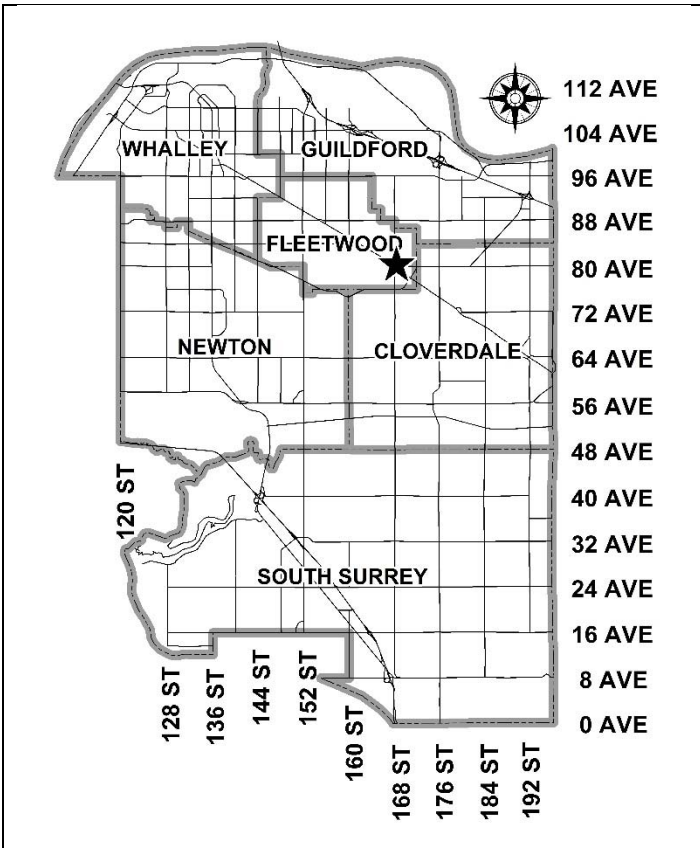 112 AVE
104 AVE
WHALLEY
GUILDFORD
96 AVE
88 AVE
FLEETWOOD
80 AVE
72 AVE
NEWTON
CLOVERDALE
64 AVE
56 AVE
48 AVE
120 ST
40 AVE
32 AVE
SOUTH SURREY
24 AVE
16 AVE
8 AVE
0 AVE
128 ST
136 ST
144 ST
152 ST
160 ST
168 ST
176 ST
184 ST
192 ST